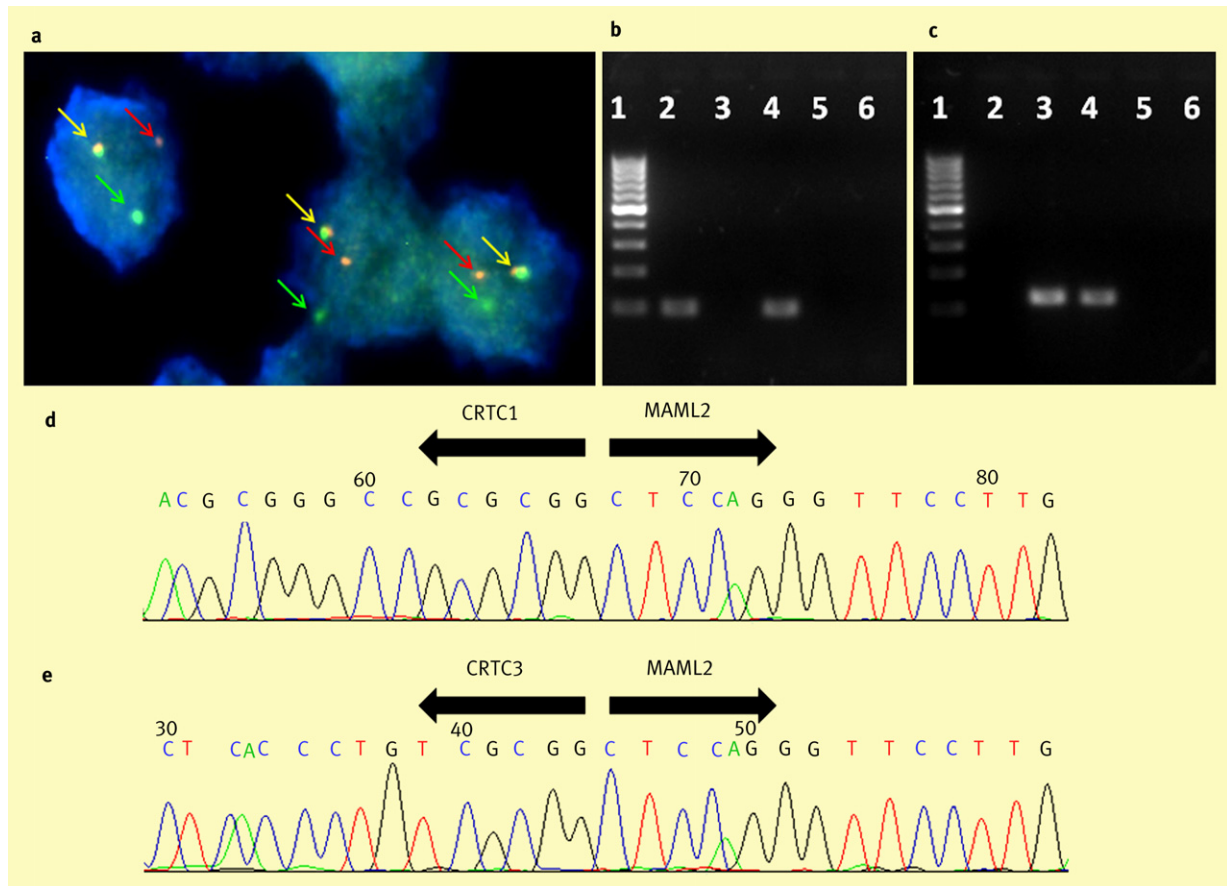 a
b
c
1 2 3 4 5 6
1 2 3 4 5 6
d
CRTC1 MAML2
60 70 80
A C G C G G G C C G C G C G G C T C C A G G G T T C C T T G
e
CRTC3 MAML2
30 40 50
C T C A C C C T G T C G C G G C T C C A G G G T T C C T T G